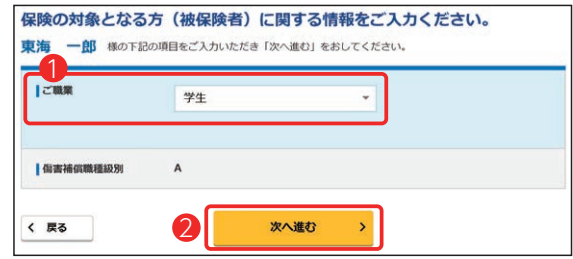 保険の対象となる方（被保険者）に関する情報をご入力ください。
東海 一郎 様の下記の項目をご入力いただき「次へ進む」をおしてください。
1
ご職業 学生
傷害補償職種級別 A
< 戻る 2 次へ進む >